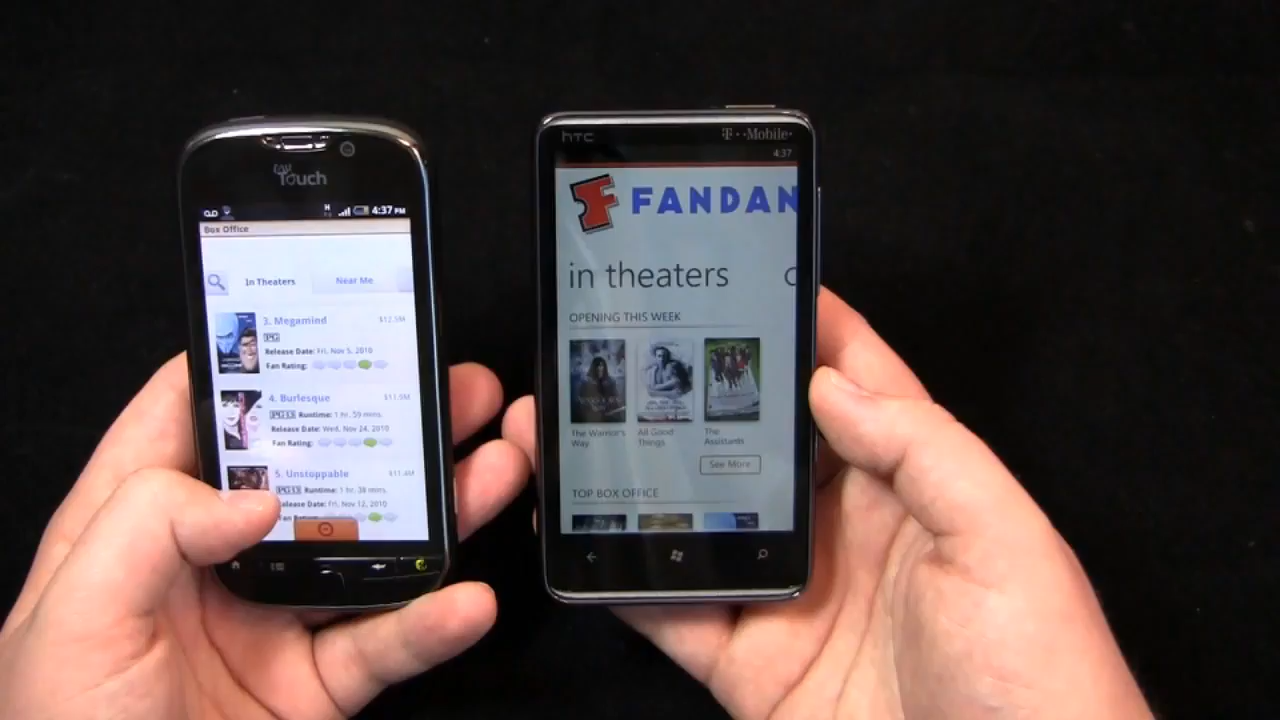 my
Touch
H
4:37 PM
Box Office
In Theaters
Near Me
3. Megamind
PG
Release Date: Fri, Nov 5, 2010
Fan Rating:
4. Burlesque
$11.9M
PG-13 Runtime: 1 hr. 59 mins.
Release Date: Wed, Nov 24, 2010
Fan Rating:
5. Unstoppable
$11.4M
PG-13 Runtime: 1 hr. 38 mins.
Release Date: Fri, Nov 12, 2010
Fan Rating:
hTC
T··Mobile·
4:37
F FANDAN
in theaters
OPENING THIS WEEK
The Warrior's
Way
All Good
Things
The
Assistants
See More
TOP BOX OFFICE